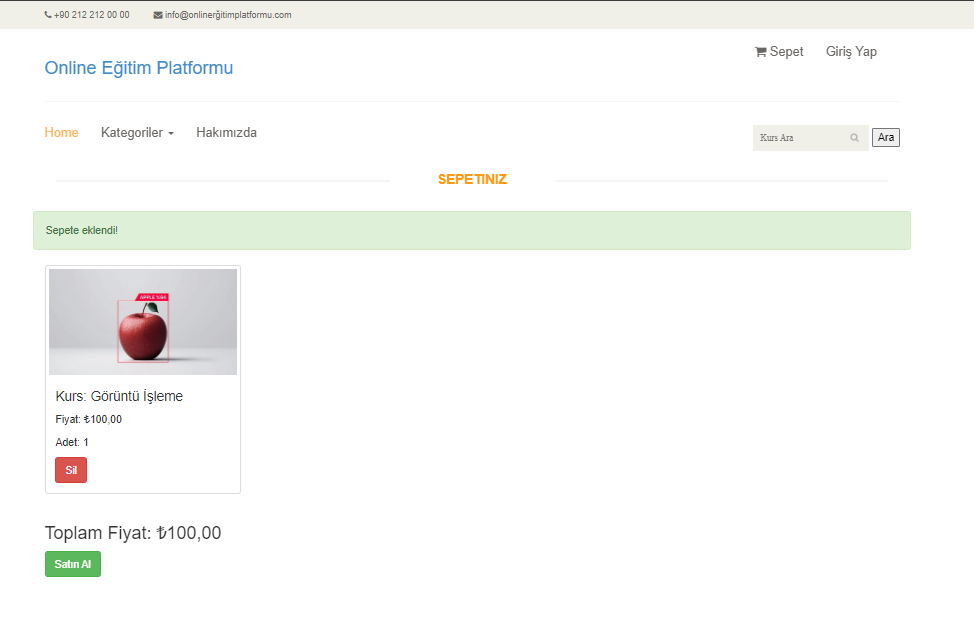 +90 212 212 00 00 info@onlinerğitimplatformu.com
Sepet Giriş Yap
Online Eğitim Platformu
Home Kategoriler Hakımızda
Kurs Ara Ara
SEPETINIZ
Sepete eklendi!
APPLE %98
Kurs: Görüntü İşleme
Fiyat: ₺100,00
Adet: 1
Sil
Toplam Fiyat: ₺100,00
Satın Al